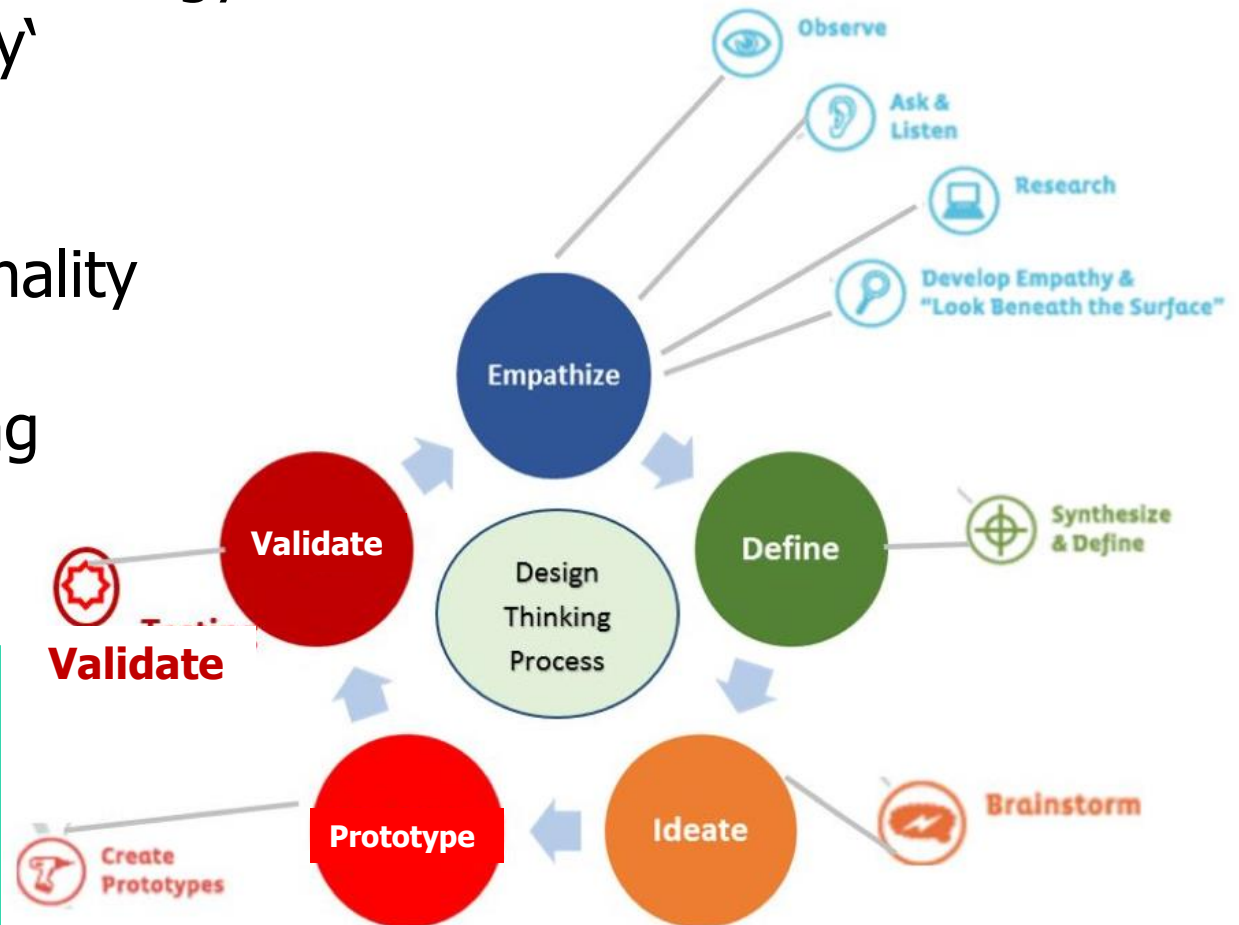 y‘
nality
Observe
Ask &
Listen
Research
Develop Empathy &
“Look Beneath the Surface”
Empathize
Validate
Define
Synthesize
& Define
Design
Thinking
Process
Validate
Prototype
Ideate
Brainstorm
Create
Prototypes